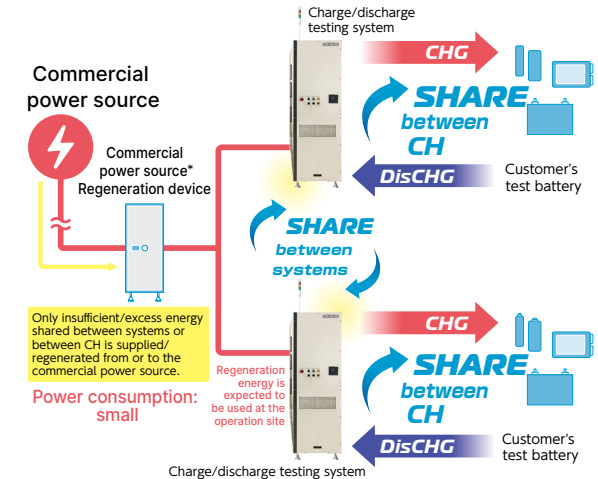 Charge/discharge
testing system
CHG
Commercial
power source
SHARE
between
CH
Commercial
power source*
Regeneration device
DisCHG
Customer's
test battery
SHARE
between
systems
Only insufficient/excess energy
shared between systems or
between CH is supplied/
regenerated from or to the
commercial power source.
Power consumption:
small
Regeneration
energy is
expected to
be used at the
operation site
CHG
SHARE
between
CH
DisCHG
Customer's
test battery
Charge/discharge testing system